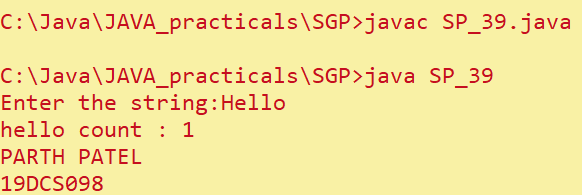 C:\Java\JAVA_practicals\SGP>javac SP_39.java
C:\Java\JAVA_practicals\SGP>java SP_39
Enter the string:Hello
hello count : 1
PARTH PATEL
19DCS098